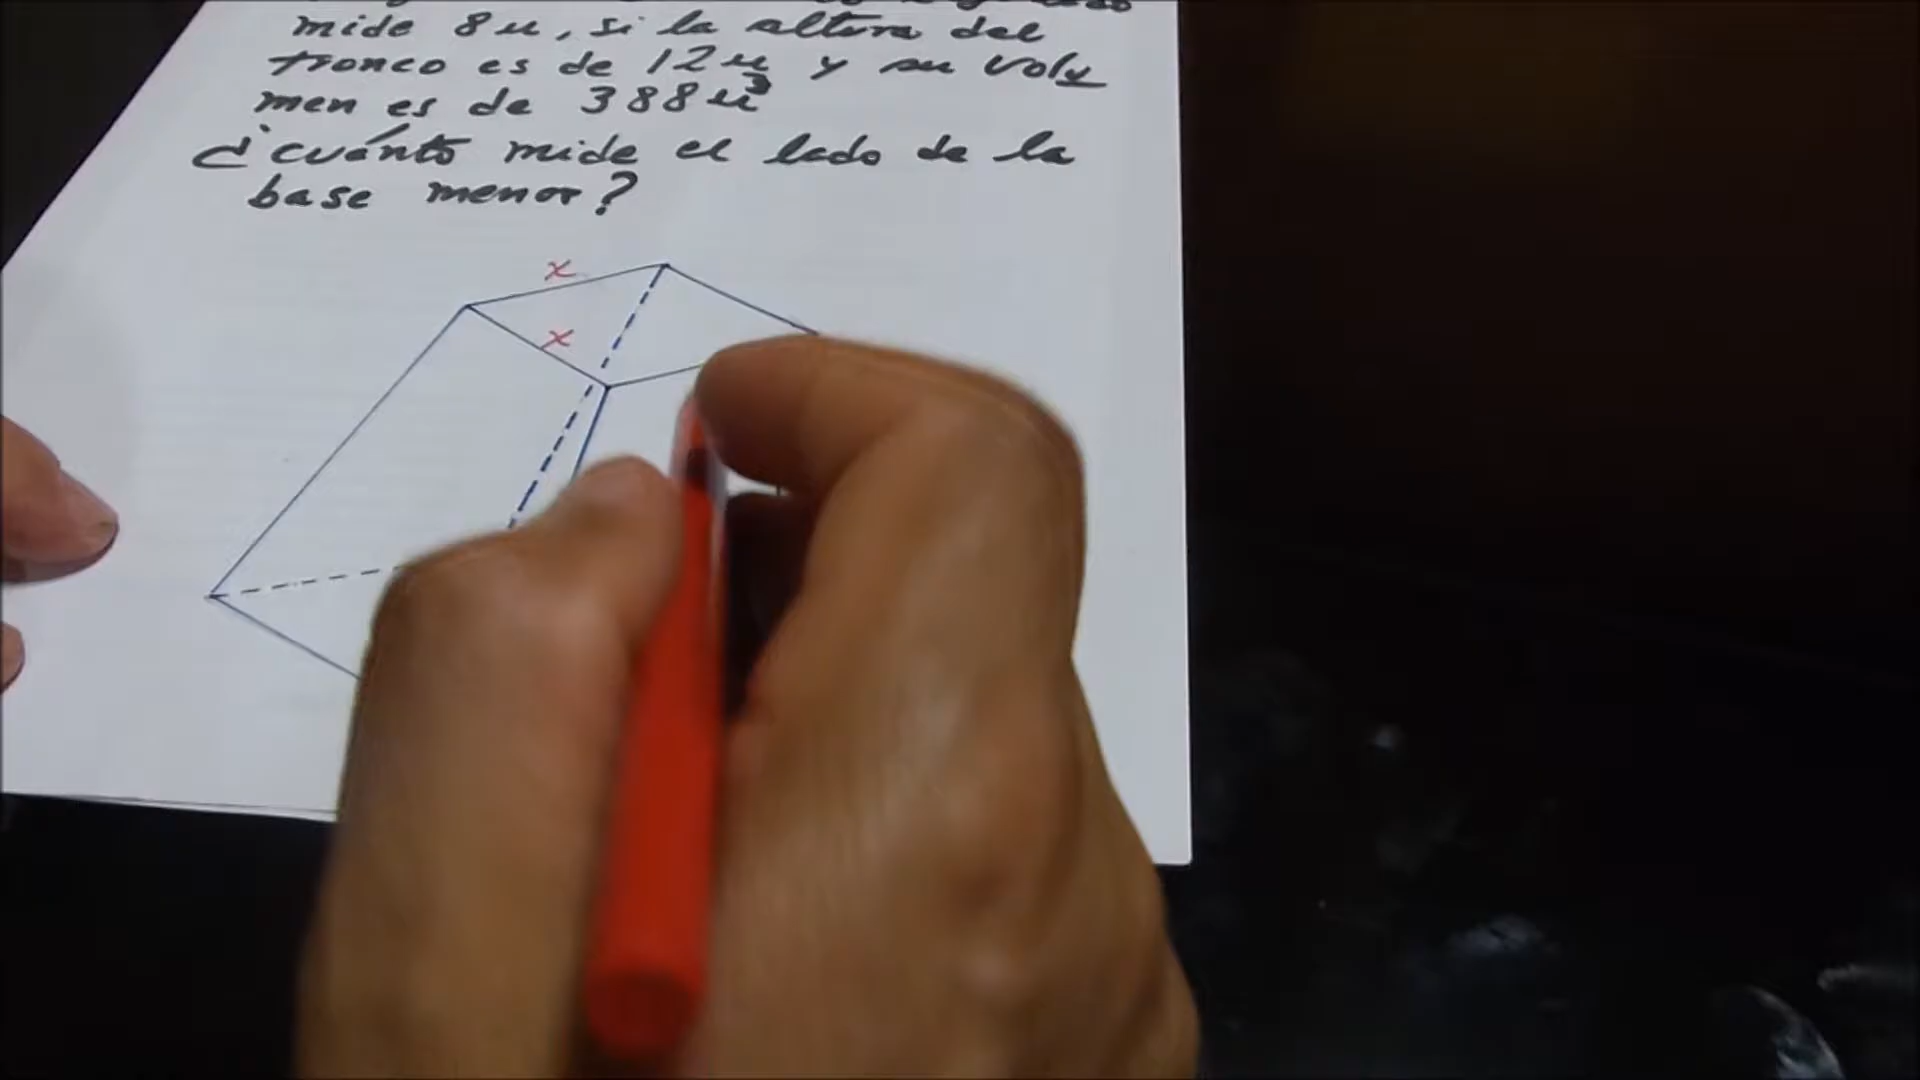 mide 8u, si la altura del
tronco es de 12u y su volu
men es de 388u³
¿cuánto mide el lado de la
base menor?
x
x